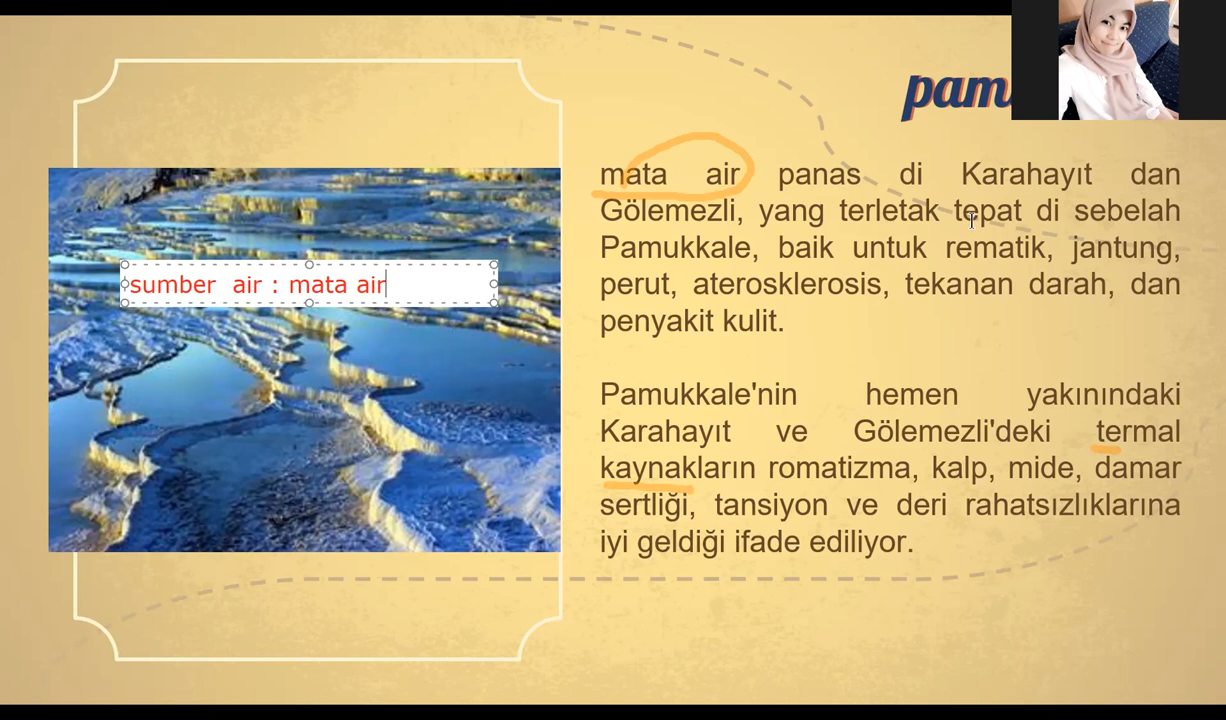 mata air panas di Karahayıt dan
Gölemezli, yang terletak tepat di sebelah
Pamukkale, baik untuk rematik, jantung,
perut, aterosklerosis, tekanan darah, dan
penyakit kulit.
Pamukkale'nin hemen yakınındaki
Karahayıt ve Gölemezli'deki termal
kaynakların romatizma, kalp, mide, damar
sertliği, tansiyon ve deri rahatsızlıklarına
iyi geldiği ifade ediliyor.
sumber air : mata air